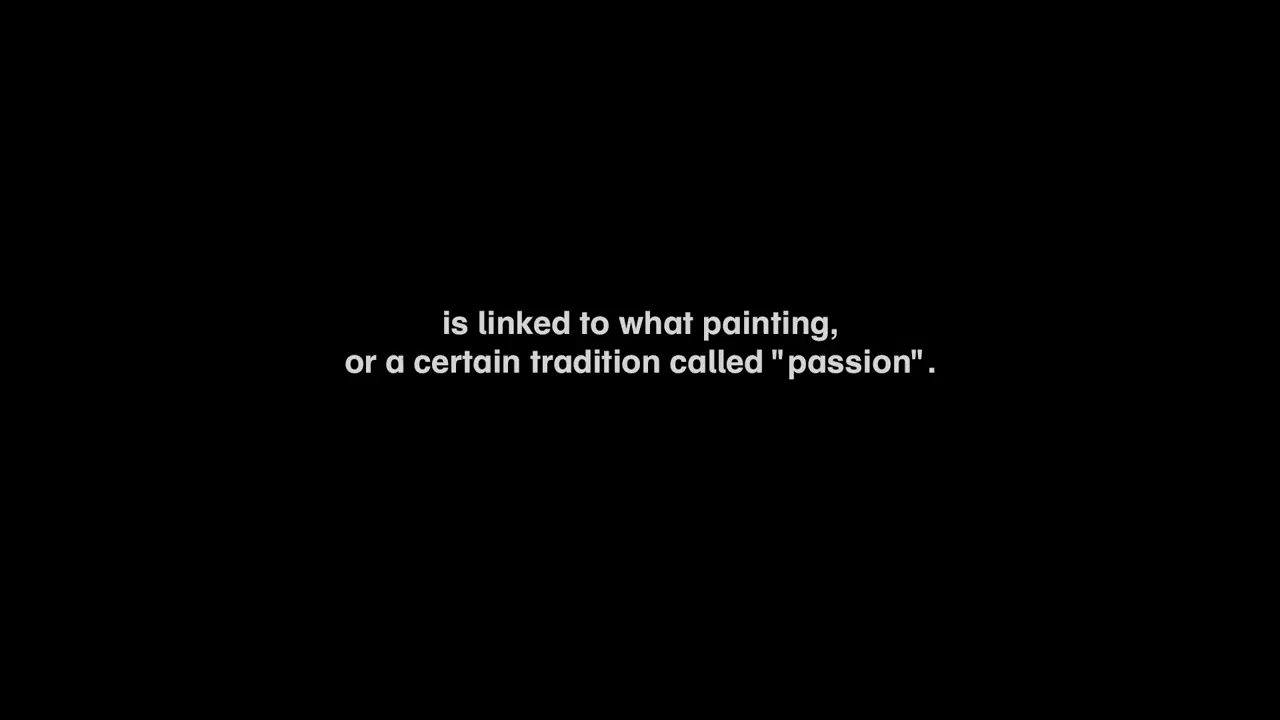 is linked to what painting,
or a certain tradition called "passion".